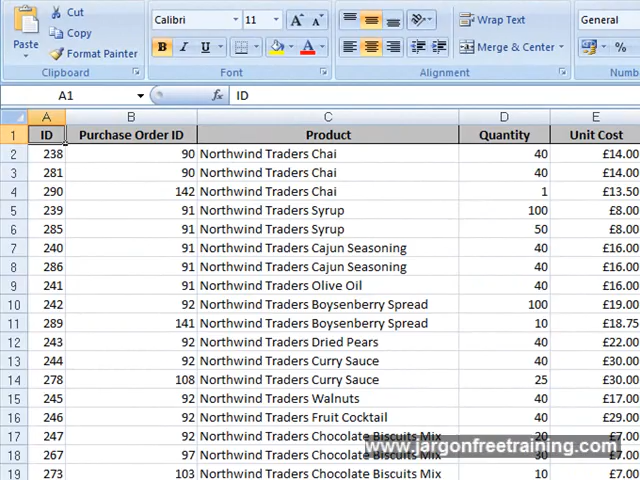 Cut
Copy
Format Painter
Paste
Clipboard
Calibri 11 A A
B I U A
Font
Wrap Text
Merge & Center
Alignment
General
%
A1 fx ID
A B C D E
1 ID Purchase Order ID Product Quantity Unit Cost
2 238 90 Northwind Traders Chai 40 £14.00
3 281 90 Northwind Traders Chai 40 £14.00
4 290 142 Northwind Traders Chai 1 £13.50
5 239 91 Northwind Traders Syrup 100 £8.00
6 285 91 Northwind Traders Syrup 50 £8.00
7 240 91 Northwind Traders Cajun Seasoning 40 £16.00
8 286 91 Northwind Traders Cajun Seasoning 40 £16.00
9 241 91 Northwind Traders Olive Oil 40 £16.00
10 242 92 Northwind Traders Boysenberry Spread 100 £19.00
11 289 141 Northwind Traders Boysenberry Spread 10 £18.75
12 243 92 Northwind Traders Dried Pears 40 £22.00
13 244 92 Northwind Traders Curry Sauce 40 £30.00
14 278 108 Northwind Traders Curry Sauce 25 £30.00
15 245 92 Northwind Traders Walnuts 40 £17.00
16 246 92 Northwind Traders Fruit Cocktail 40 £29.00
17 247 92 Northwind Traders Chocolate Biscuits Mix 20 £7.00
www.jargonfreetraining.com
18 267 97 Northwind Traders Chocolate Biscuits Mix 30 £7.00
19 273 103 Northwind Traders Chocolate Biscuits Mix 10 £7.00